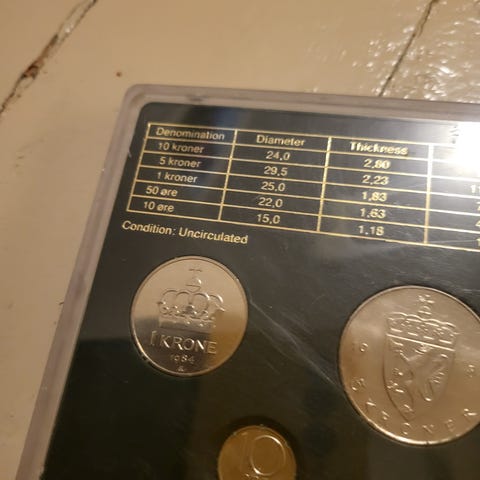 Denomination Diameter Thickness
10 kroner 24,0 2,60
5 kroner 29,5 2,23
1 kroner 25,0 1,83
50 øre 22,0 1,63
10 øre 15,0 1,18
Condition: Uncirculated
1 KRONE
1984
5 KRONER
10